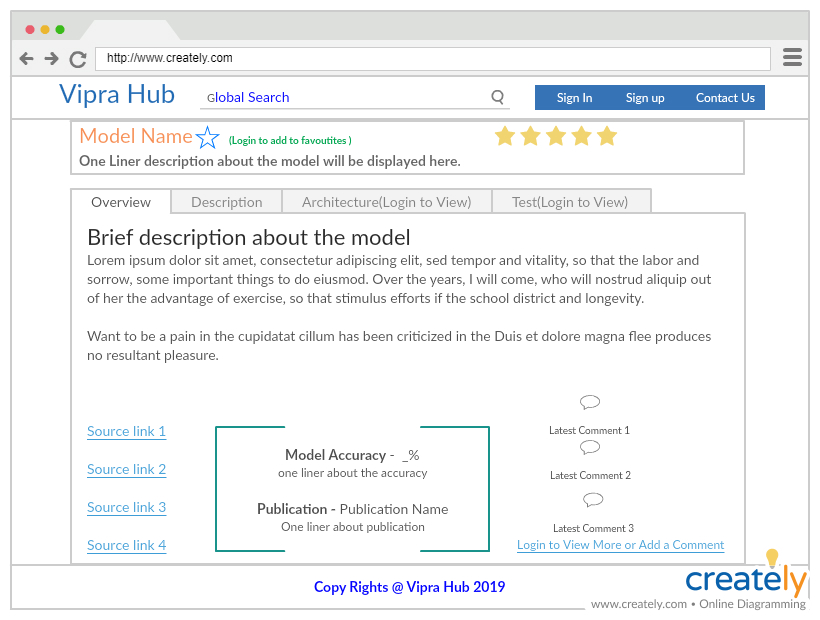 http://www.creately.com
Vipra Hub
Global Search
Sign In
Sign up
Contact Us
Model Name
(Login to add to favoutites )
One Liner description about the model will be displayed here.
Overview
Description
Architecture(Login to View)
Test(Login to View)
Brief description about the model
Lorem ipsum dolor sit amet, consectetur adipiscing elit, sed tempor and vitality, so that the labor and
sorrow, some important things to do eiusmod. Over the years, I will come, who will nostrud aliquip out
of her the advantage of exercise, so that stimulus efforts if the school district and longevity.
Want to be a pain in the cupidatat cillum has been criticized in the Duis et dolore magna flee produces
no resultant pleasure.
Source link 1
Source link 2
Source link 3
Source link 4
Model Accuracy - _%
one liner about the accuracy
Publication - Publication Name
One liner about publication
Latest Comment 1
Latest Comment 2
Latest Comment 3
Login to View More or Add a Comment
Copy Rights @ Vipra Hub 2019
creately
www.creately.com • Online Diagramming